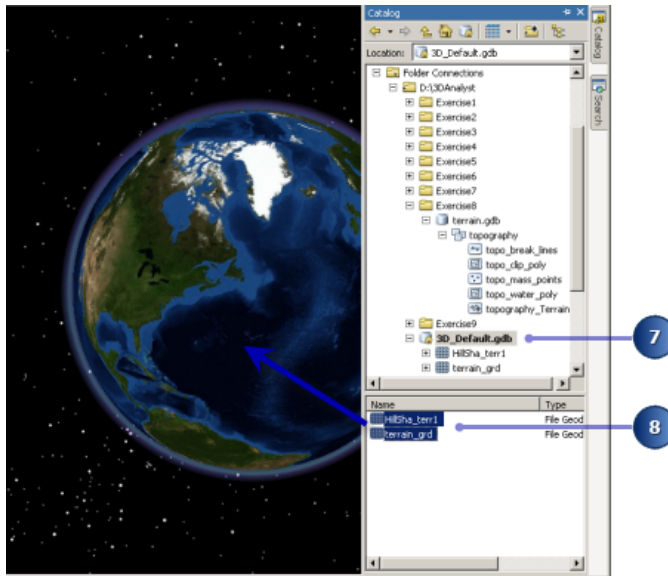 Catalog
Location: 3D_Default.gdb
Folder Connections
D:\3DAnalyst
Exercise1
Exercise2
Exercise3
Exercise4
Exercise5
Exercise6
Exercise7
Exercise8
terrain.gdb
topography
topo_break_lines
topo_clip_poly
topo_mass_points
topo_water_poly
topography_Terrain
Exercise9
3D_Default.gdb
HillSha_terr1
terrain_grd
Name Type
HillSha_terr1 File Geod
terrain_grd File Geod
Catalog
Search
7
8